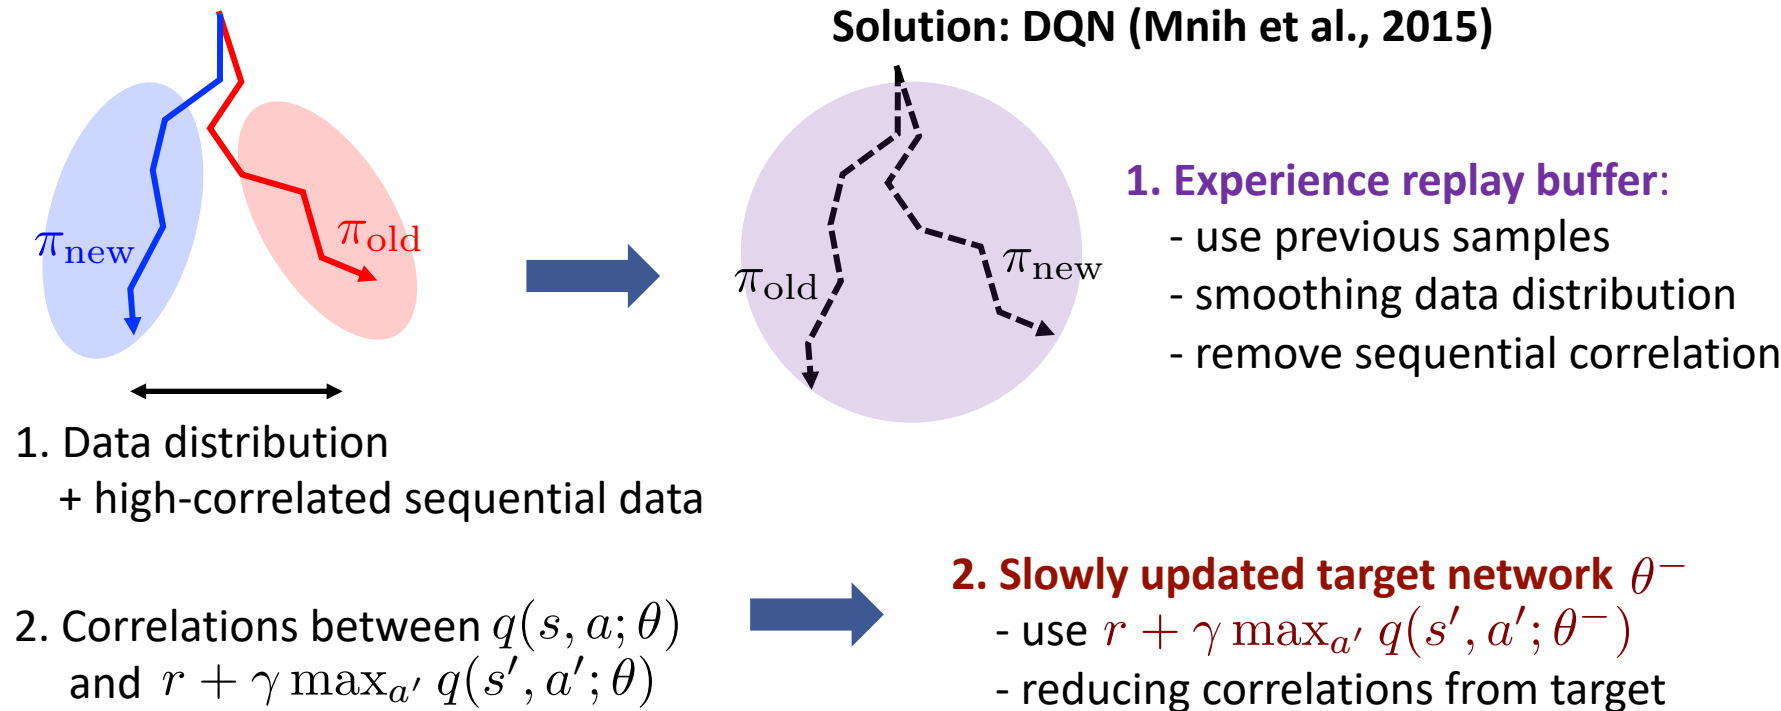 Solution: DQN (Mnih et al., 2015)
π_new
π_old
π_old
π_new
1. Experience replay buffer:
- use previous samples
- smoothing data distribution
- remove sequential correlation
1. Data distribution
+ high-correlated sequential data
2. Correlations between q(s, a; θ)
and r + γ max_a′ q(s′, a′; θ)
2. Slowly updated target network θ⁻
- use r + γ max_a′ q(s′, a′; θ⁻)
- reducing correlations from target